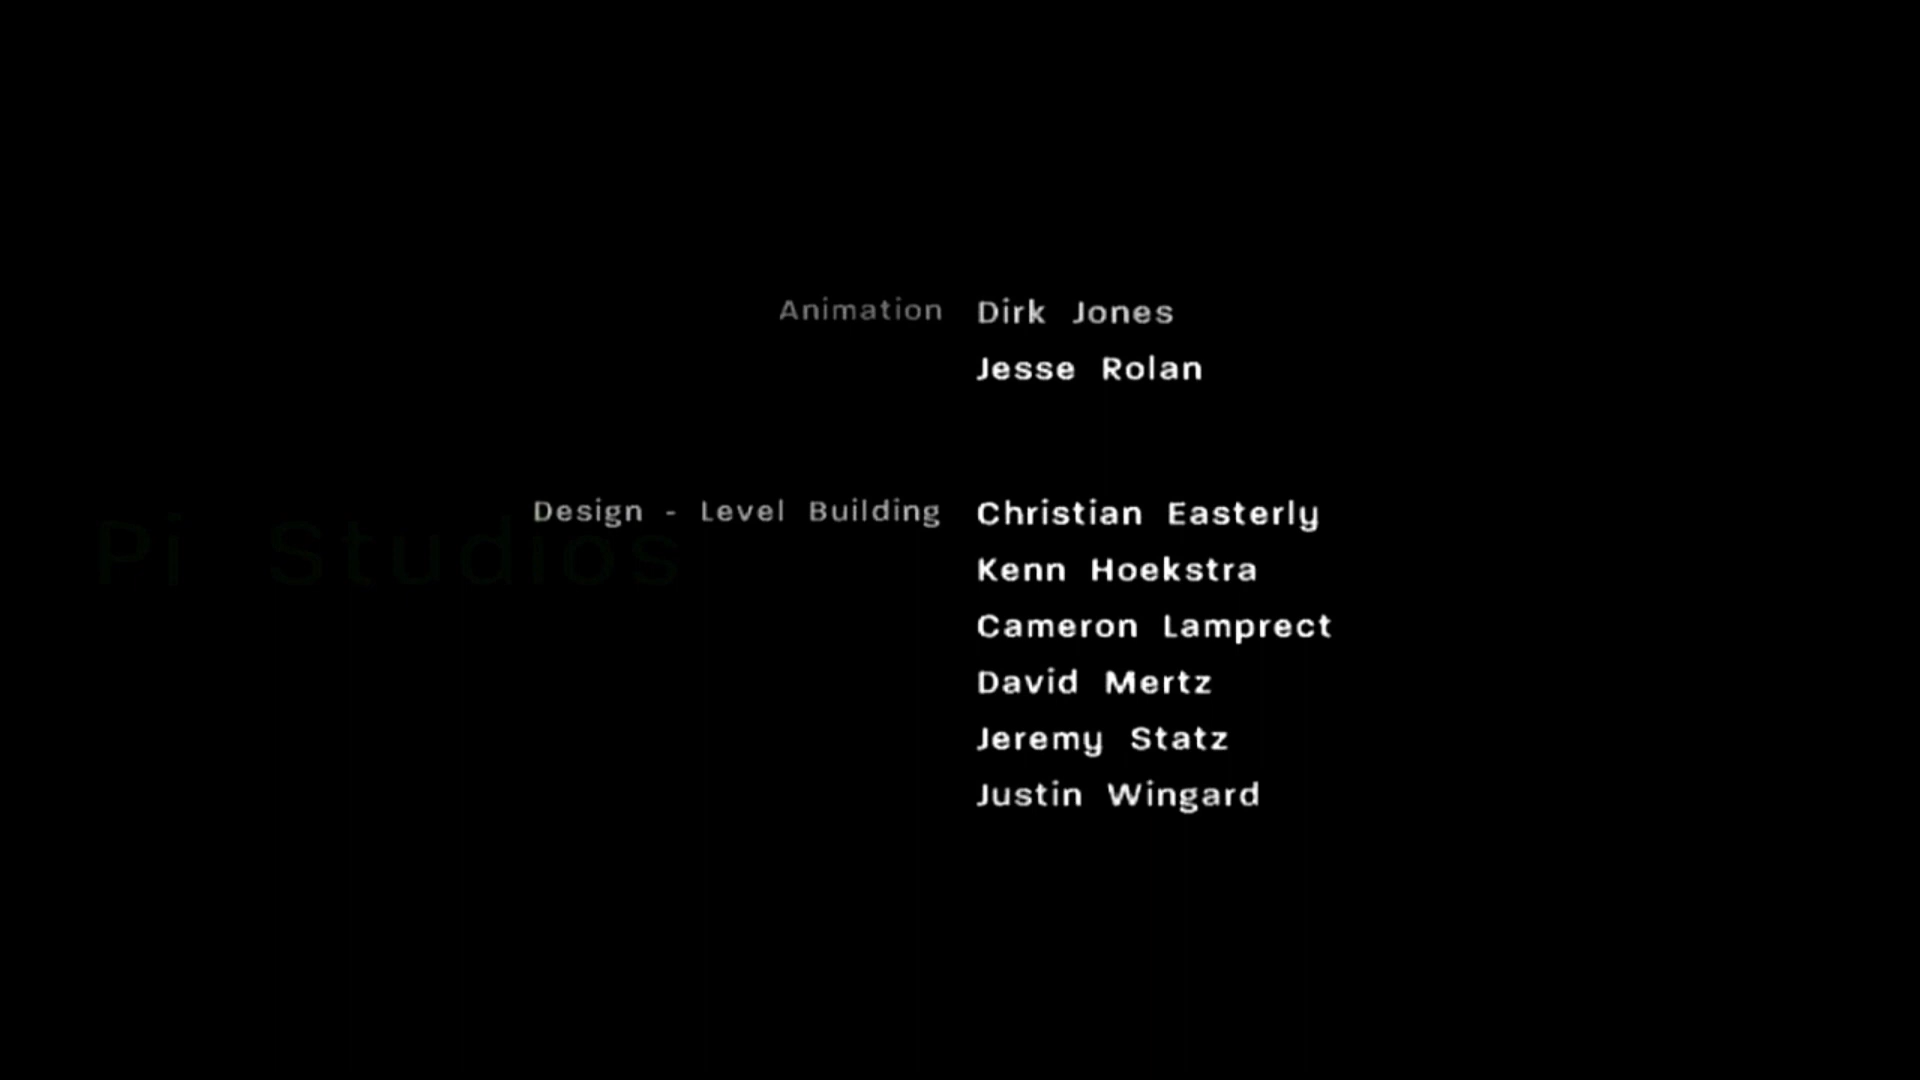 Animation Dirk Jones
Jesse Rolan
Design - Level Building Christian Easterly
Pi Studios
Kenn Hoekstra
Cameron Lamprect
David Mertz
Jeremy Statz
Justin Wingard